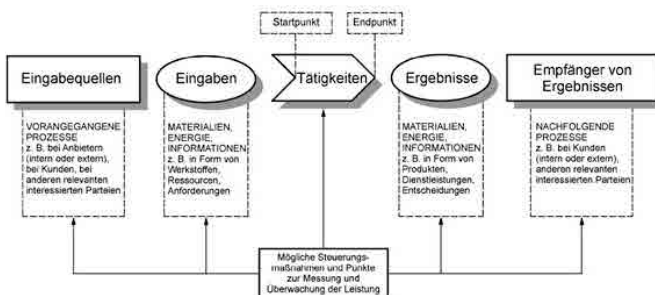 Startpunkt
Endpunkt
Eingabequellen
Eingaben
Tätigkeiten
Ergebnisse
Empfänger von
Ergebnissen
VORANGEGANGENE
PROZESSE
z. B. bei Anbietern
(intern oder extern),
bei Kunden, bei
anderen relevanten
interessierten Parteien
MATERIALIEN,
ENERGIE,
INFORMATIONEN
z. B. in Form von
Werkstoffen,
Ressourcen,
Anforderungen
MATERIALIEN,
ENERGIE,
INFORMATIONEN
z. B. in Form von
Produkten,
Dienstleistungen,
Entscheidungen
NACHFOLGENDE
PROZESSE
z. B. bei Kunden
(intern oder extern),
anderen relevanten
interessierten Parteien
Mögliche Steuerungs-
maßnahmen und Punkte
zur Messung und
Überwachung der Leistung